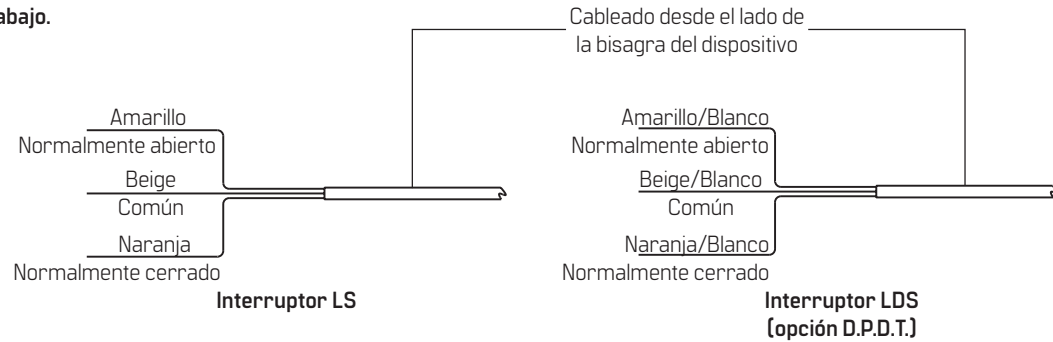 Cableado desde el lado de
la bisagra del dispositivo
Amarillo
Normalmente abierto
Beige
Común
Naranja
Normalmente cerrado
Interruptor LS
Amarillo/Blanco
Normalmente abierto
Beige/Blanco
Común
Naranja/Blanco
Normalmente cerrado
Interruptor LDS
(opción D.P.D.T.)